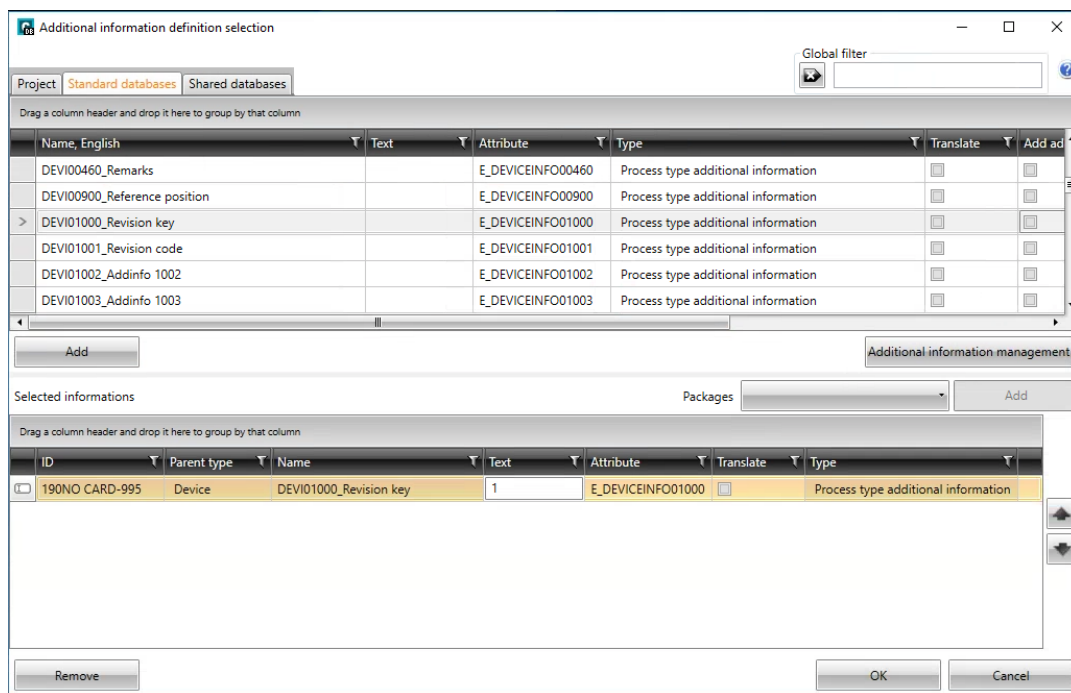 Additional information definition selection
Global filter
Project Standard databases Shared databases
Drag a column header and drop it here to group by that column
Name, English Text Attribute Type Translate Add ad
DEVI00460_Remarks E_DEVICEINFO00460 Process type additional information
DEVI00900_Reference position E_DEVICEINFO00900 Process type additional information
DEVI01000_Revision key E_DEVICEINFO01000 Process type additional information
DEVI01001_Revision code E_DEVICEINFO01001 Process type additional information
DEVI01002_Addinfo 1002 E_DEVICEINFO01002 Process type additional information
DEVI01003_Addinfo 1003 E_DEVICEINFO01003 Process type additional information
Add Additional information management
Selected informations Packages Add
Drag a column header and drop it here to group by that column
ID Parent type Name Text Attribute Translate Type
190NO CARD-995 Device DEVI01000_Revision key 1 E_DEVICEINFO01000 Process type additional information
Remove OK Cancel